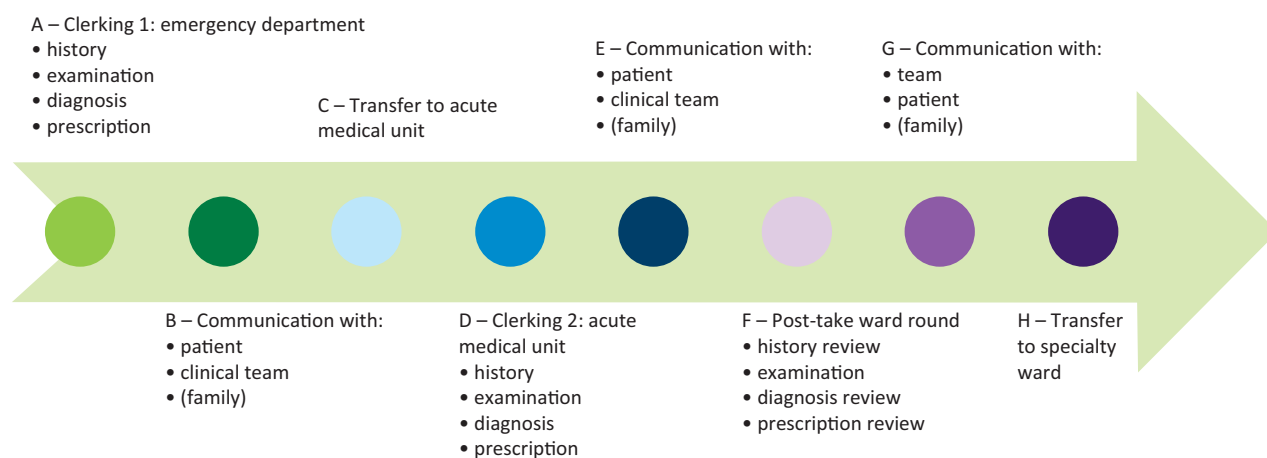 A – Clerking 1: emergency department
• history
• examination
• diagnosis
• prescription
B – Communication with:
• patient
• clinical team
• (family)
C – Transfer to acute
medical unit
D – Clerking 2: acute
medical unit
• history
• examination
• diagnosis
• prescription
E – Communication with:
• patient
• clinical team
• (family)
F – Post-take ward round
• history review
• examination
• diagnosis review
• prescription review
G – Communication with:
• team
• patient
• (family)
H – Transfer
to specialty
ward